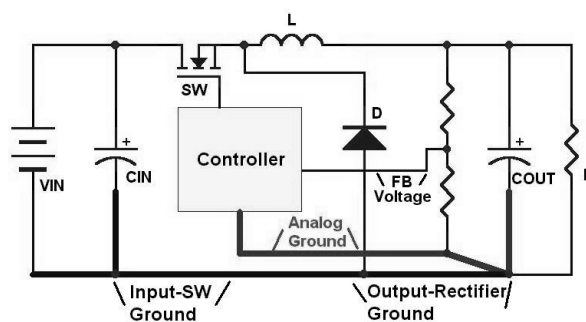 L
+
SW
D
+
VIN
CIN
Controller
FB
Voltage
COUT
Analog
Ground
Input-SW
Ground
Output-Rectifier
Ground